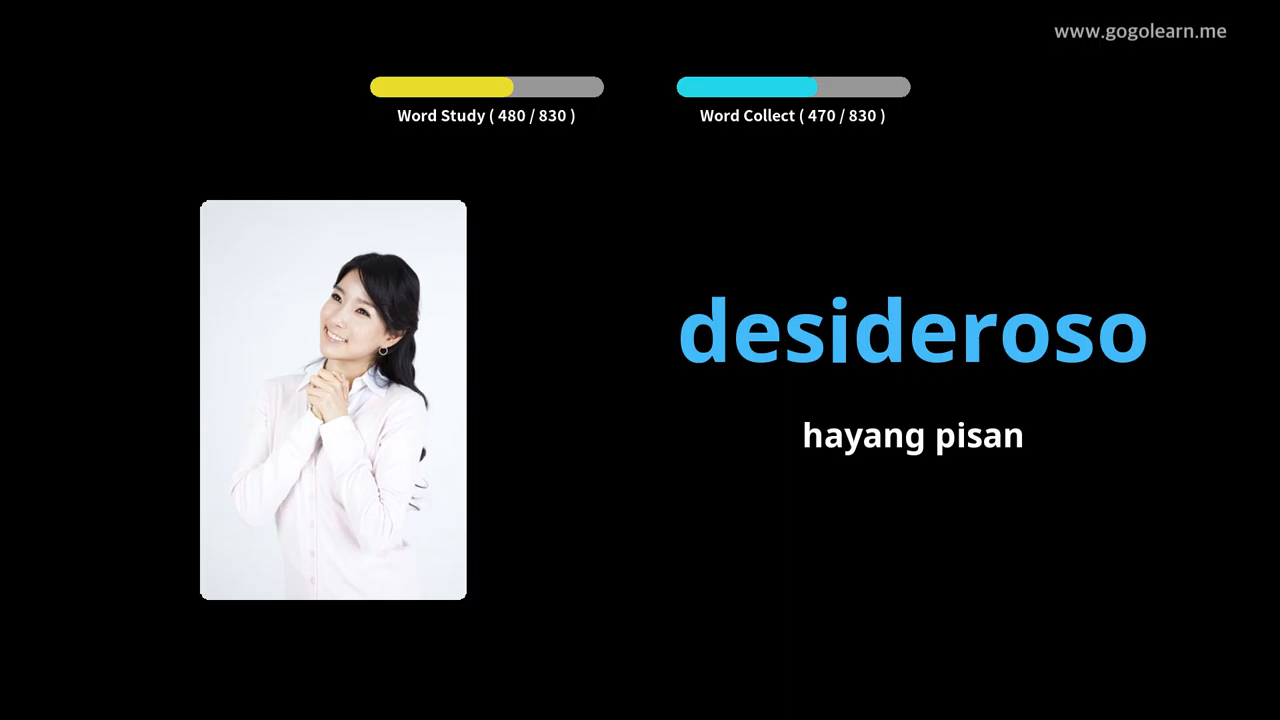 www.gogolearn.me
Word Study ( 480 / 830 )
Word Collect ( 470 / 830 )
desideroso
hayang pisan